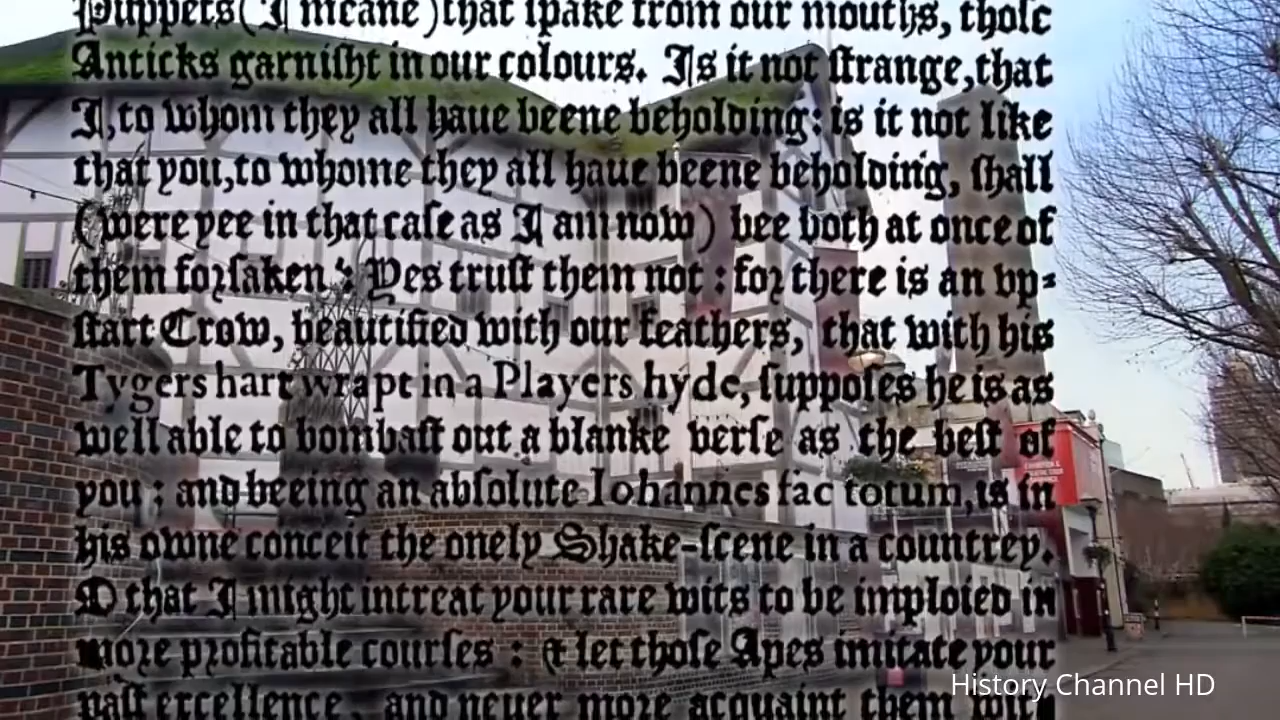 Puppets (I meane) that ſpake from our mouths, thoſe
Anticks garniſht in our colours. Is it not ſtrange, that
I, to whom they all haue beene beholding: is it not like
that you, to whome they all haue beene beholding, ſhall
(were yee in that caſe as I am now) bee both at once of
them forſaken? Yes truſt them not: for there is an vp-
ſtart Crow, beautified with our feathers, that with his
Tygers hart wrapt in a Players hyde, ſuppoſes he is as
well able to bombaſt out a blanke verſe as the beſt of
you: and beeing an abſolute Iohannes fac totum, is in
his owne conceit the onely Shake-ſcene in a countrey.
O that I might intreat your rare wits to be imploied in
more profitable courſes: & let thoſe Apes imitate your
paſt excellence, and neuer more acquaint them with
History Channel HD